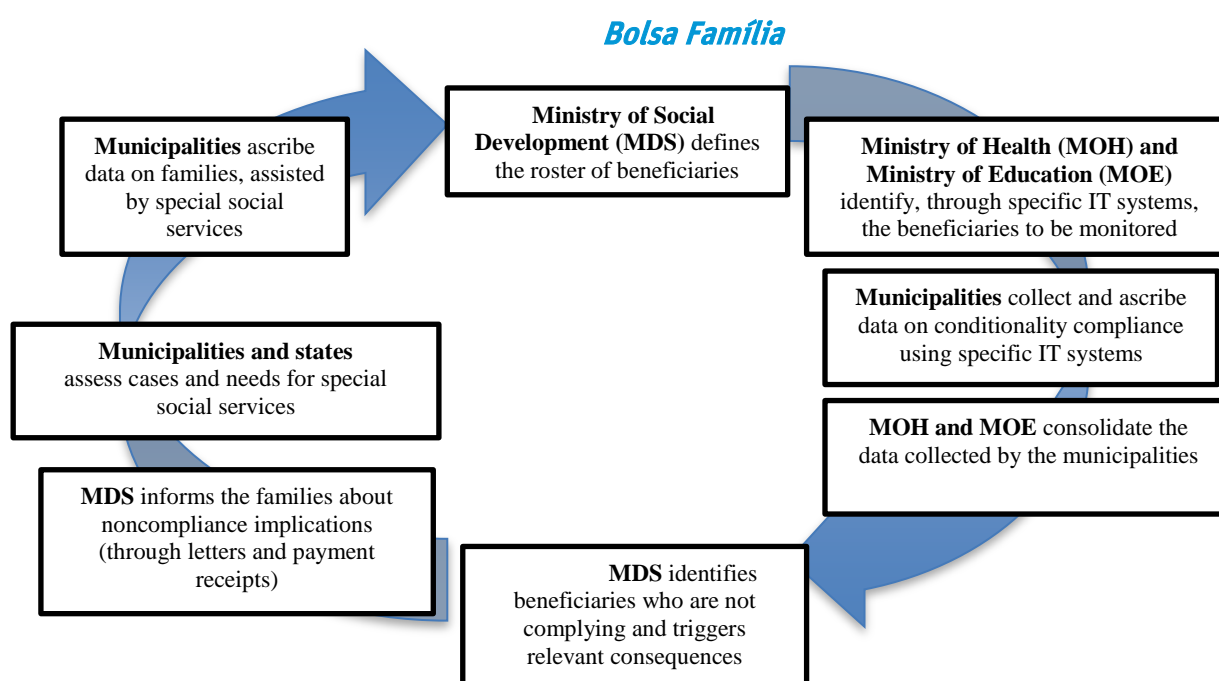 Bolsa Família
Ministry of Social
Development (MDS) defines
the roster of beneficiaries
Ministry of Health (MOH) and
Ministry of Education (MOE)
identify, through specific IT systems,
the beneficiaries to be monitored
Municipalities collect and ascribe
data on conditionality compliance
using specific IT systems
MOH and MOE consolidate the
data collected by the municipalities
MDS identifies
beneficiaries who are not
complying and triggers
relevant consequences
MDS informs the families about
noncompliance implications
(through letters and payment
receipts)
Municipalities and states
assess cases and needs for special
social services
Municipalities ascribe
data on families, assisted
by special social
services